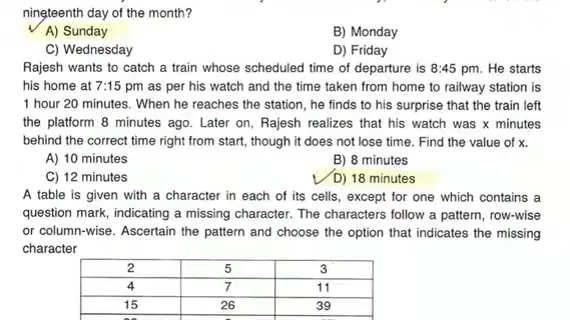 nineteenth day of the month?
A) Sunday B) Monday
C) Wednesday D) Friday
Rajesh wants to catch a train whose scheduled time of departure is 8:45 pm. He starts
his home at 7:15 pm as per his watch and the time taken from home to railway station is
1 hour 20 minutes. When he reaches the station, he finds to his surprise that the train left
the platform 8 minutes ago. Later on, Rajesh realizes that his watch was x minutes
behind the correct time right from start, though it does not lose time. Find the value of x.
A) 10 minutes B) 8 minutes
C) 12 minutes D) 18 minutes
A table is given with a character in each of its cells, except for one which contains a
question mark, indicating a missing character. The characters follow a pattern, row-wise
or column-wise. Ascertain the pattern and choose the option that indicates the missing
character
2 5 3
4 7 11
15 26 39